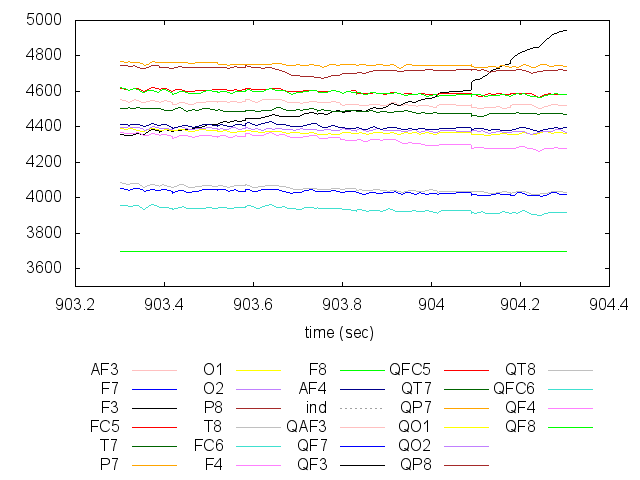 5000
4800
4600
4400
4200
4000
3800
3600
903.2 903.4 903.6 903.8 904 904.2 904.4
time (sec)
AF3 O1 F8 QFC5 QT8
F7 O2 AF4 QT7 QFC6
F3 P8 ind QP7 QF4
FC5 T8 QAF3 QO1 QF8
T7 FC6 QF7 QO2
P7 F4 QF3 QP8